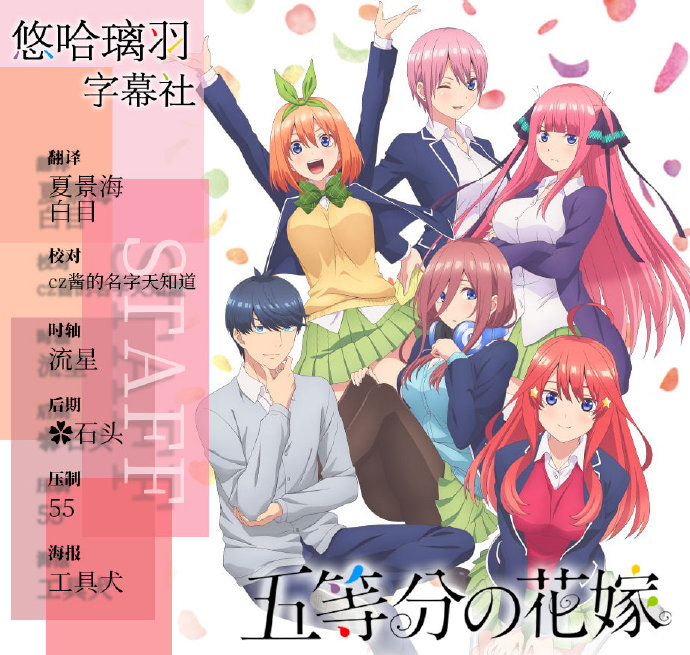 悠哈璃羽
字幕社
翻译
夏景海
白目
校对
cz酱的名字天知道
时轴
流星
后期
✿石头
压制
55
海报
工具犬
STAFF
五等分の花嫁